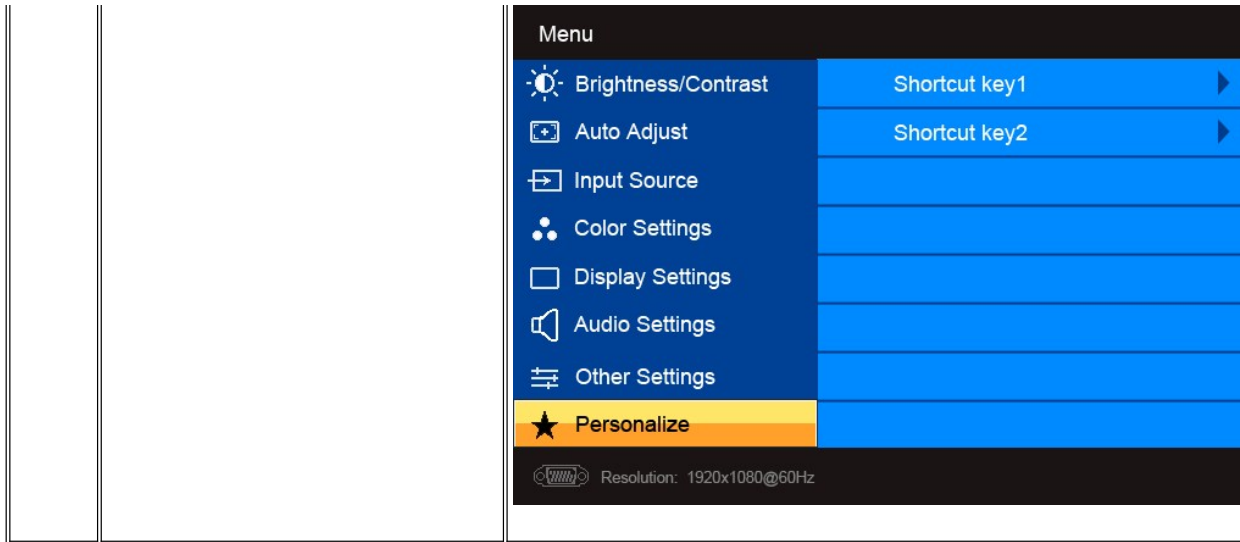 Menu
Brightness/Contrast
Shortcut key1
Auto Adjust
Shortcut key2
Input Source
Color Settings
Display Settings
Audio Settings
Other Settings
Personalize
Resolution: 1920x1080@60Hz